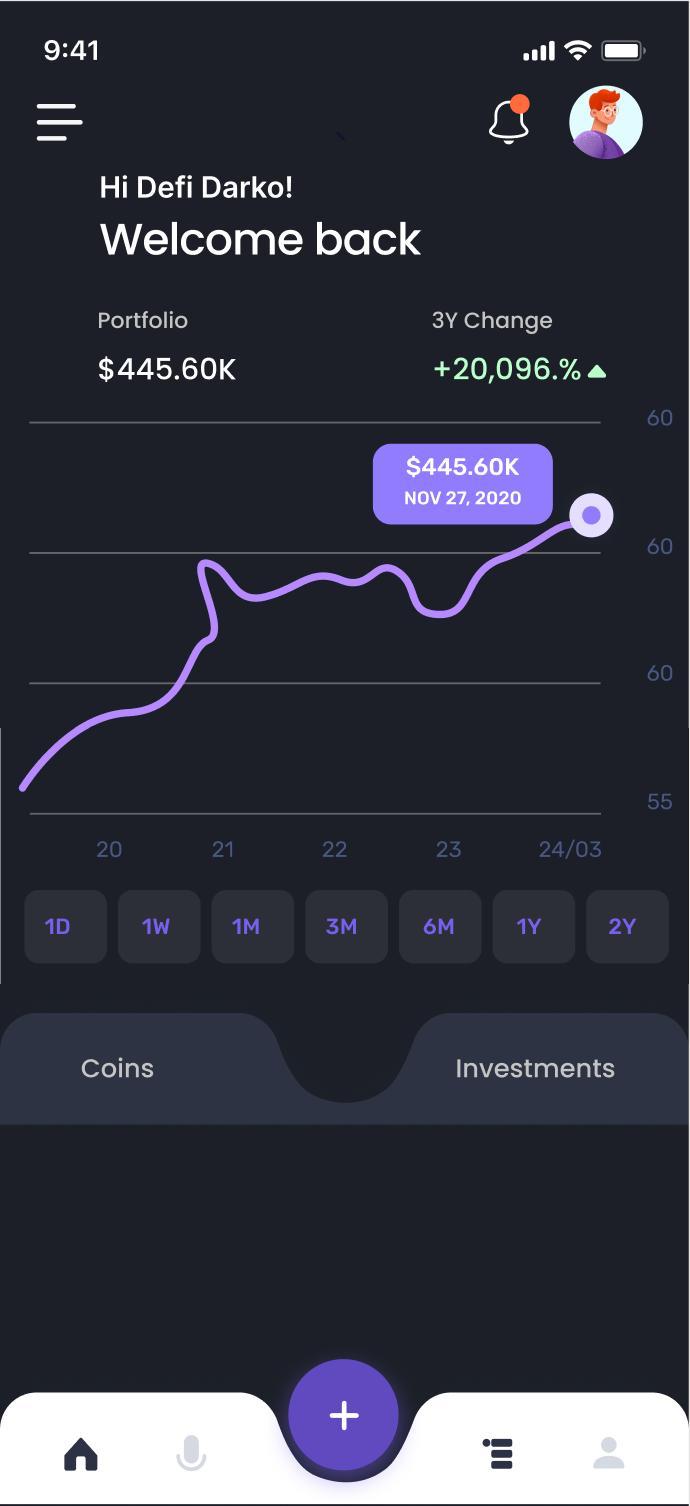 9:41
Hi Defi Darko!
Welcome back
Portfolio 3Y Change
$445.60K +20,096.%
60
$445.60K
NOV 27, 2020
60
60
55
20 21 22 23 24/03
1D 1W 1M 3M 6M 1Y 2Y
Coins Investments